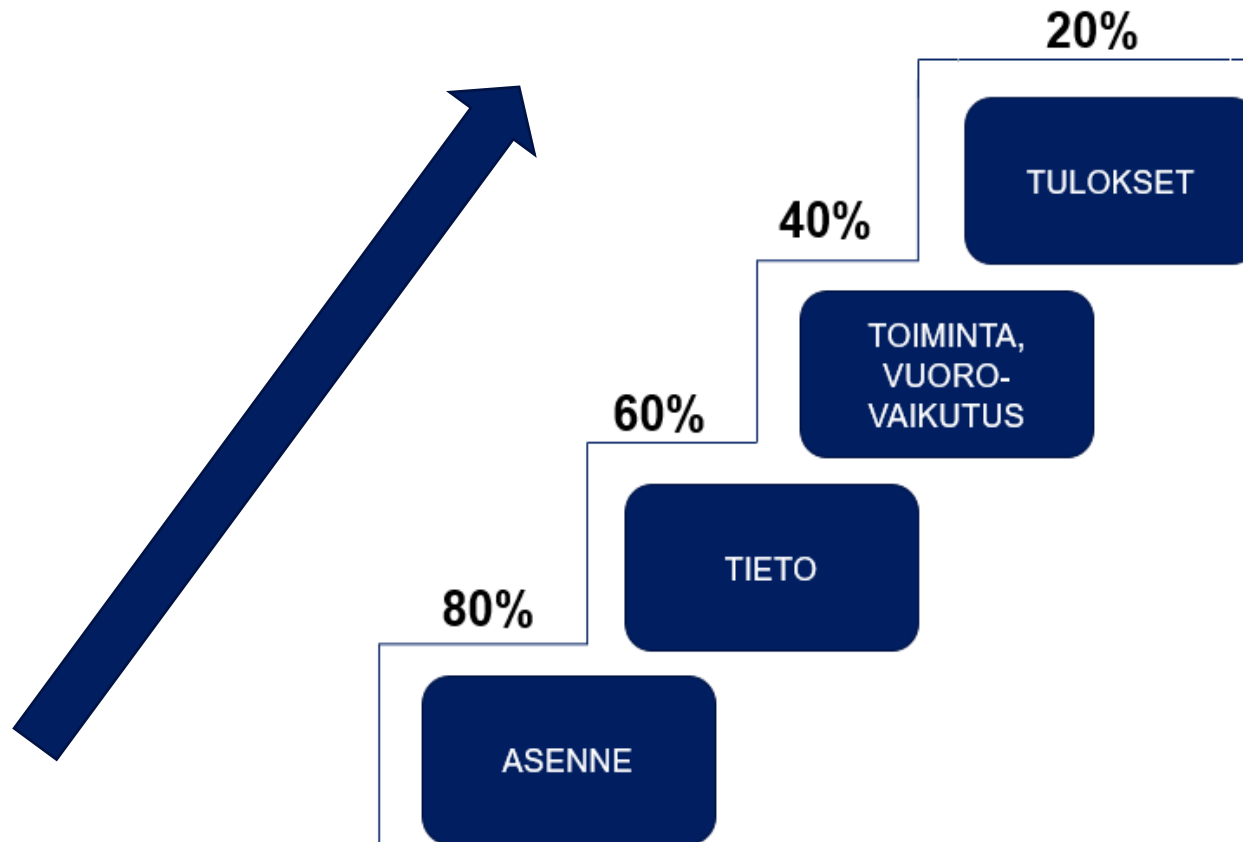 20%
TULOKSET
40%
TOIMINTA,
VUORO-
VAIKUTUS
60%
TIETO
80%
ASENNE